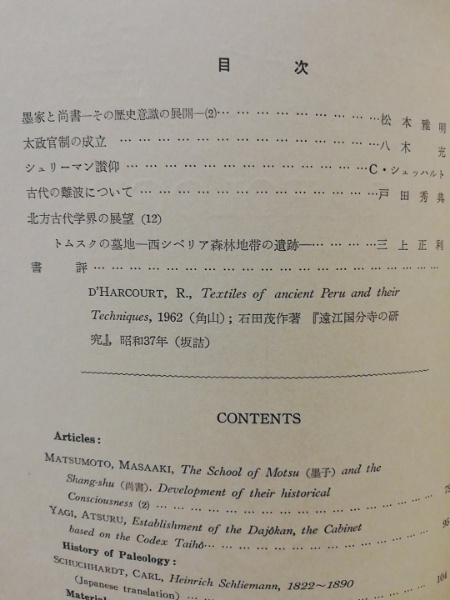 目　次
墨家と尚書―その歴史意識の展開―(2)… … … … … … … … 松本雅明
太政官制の成立 … … … … … … … … … … … … 八木　充
シュリーマン讃仰 … … … … … … … … … … … … C・シュッハルト
古代の難波について … … … … … … … … … … … … 戸田秀典
北方古代学界の展望 (12)
トムスクの墓地―西シベリア森林地帯の遺跡―… … … … 三上正利
書　評 … … … … … … … … … … … … … … … …
D'HARCOURT, R., Textiles of ancient Peru and their
Techniques, 1962 (角山) ; 石田茂作著 『遠江国分寺の研
究』, 昭和37年 (坂詰)
CONTENTS
Articles:
MATSUMOTO, MASAAKI, The School of Motsu (墨子) and the
Shang-shu (尚書). Development of their historical
Consciousness (2) … … … … … … … … … …
YAGI, ATSURU, Establishment of the Dajôkan, the Cabinet
based on the Codex Taihô… … … … … … … … …
History of Paleology:
SCHUCHHARDT, CARL, Heinrich Schliemann, 1822～1890
(Japanese translation) … … … … … … … … … 104